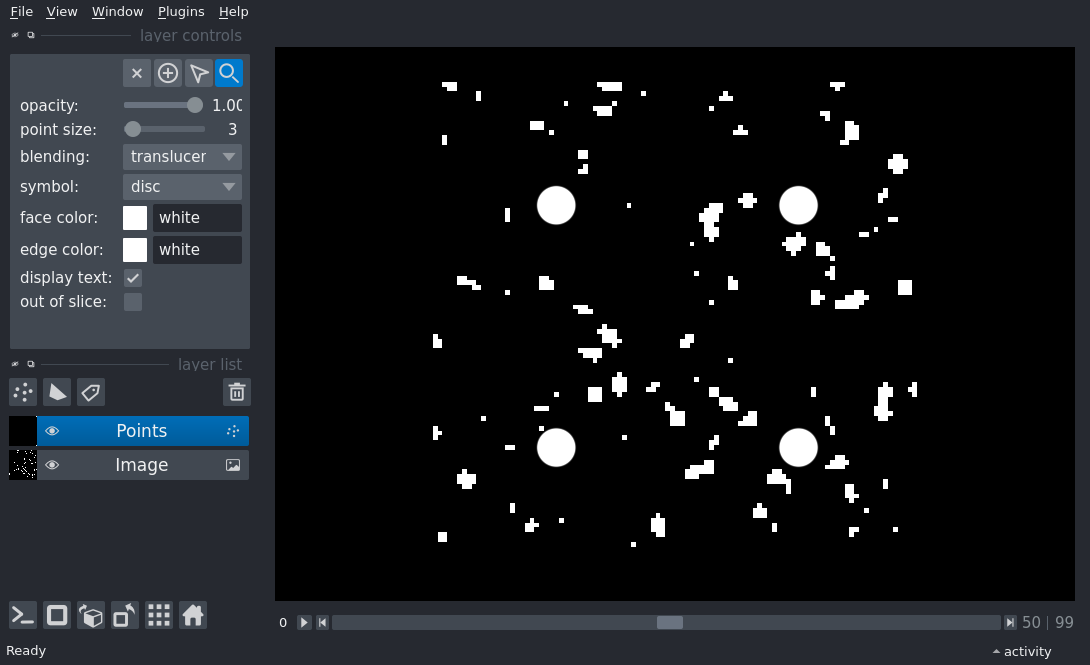 File View Window Plugins Help
layer controls
opacity: 1.00
point size: 3
blending: translucer
symbol: disc
face color: white
edge color: white
display text:
out of slice:
layer list
Points
Image
0 50 | 99
Ready activity